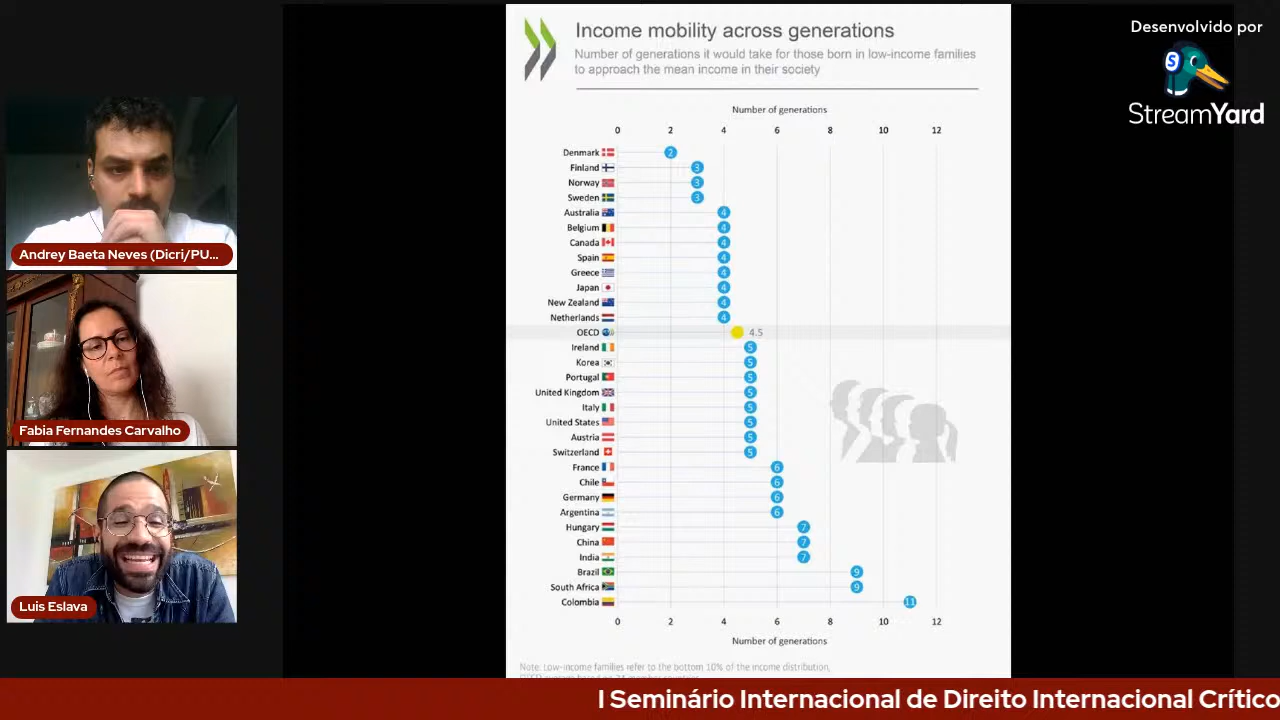 Income mobility across generations
Number of generations it would take for those born in low-income families
to approach the mean income in their society
Number of generations
0 2 4 6 8 10 12
Denmark 2
Finland 3
Norway 3
Sweden 3
Australia 4
Belgium 4
Canada 4
Spain 4
Greece 4
Japan 4
New Zealand 4
Netherlands 4
OECD 4.5
Ireland 5
Korea 5
Portugal 5
United Kingdom 5
Italy 5
United States 5
Austria 5
Switzerland 5
France 6
Chile 6
Germany 6
Argentina 6
Hungary 7
China 7
India 7
Brazil 9
South Africa 9
Colombia 11
0 2 4 6 8 10 12
Number of generations
Note: Low-income families refer to the bottom 10% of the income distribution,
Desenvolvido por
S
StreamYard
Andrey Baeta Neves (Dicri/PU...
Fabia Fernandes Carvalho
Luis Eslava
I Seminário Internacional de Direito Internacional Crítico